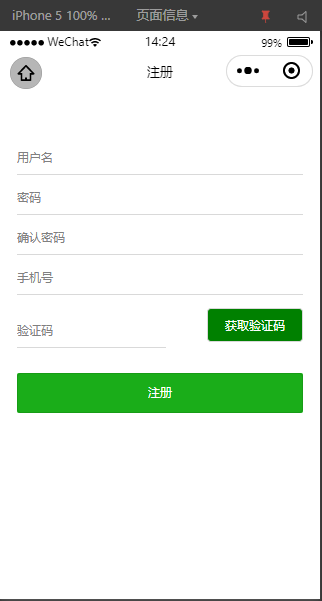 iPhone 5 100% ... 页面信息
●●●●● WeChat 14:24 99%
注册
用户名
密码
确认密码
手机号
验证码 获取验证码
注册